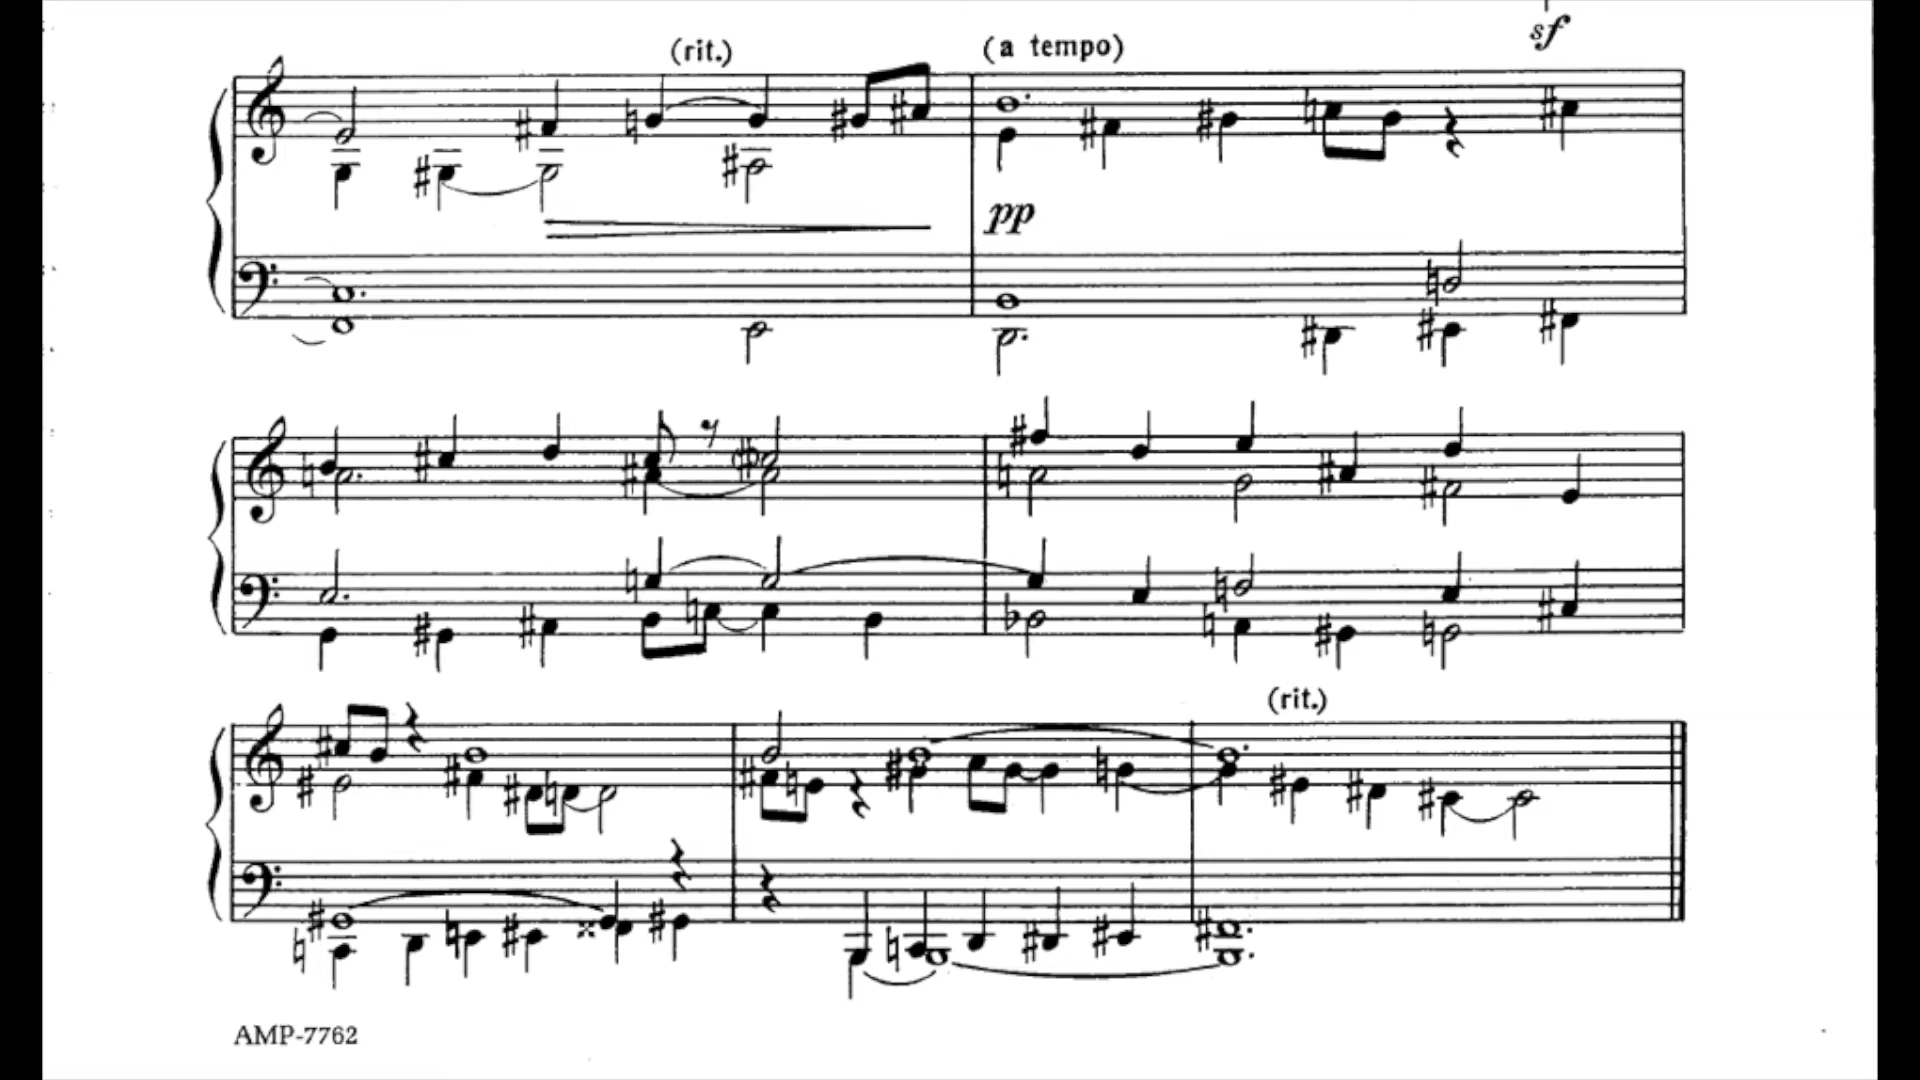 sf
(rit.)
(a tempo)
pp
(rit.)
AMP-7762